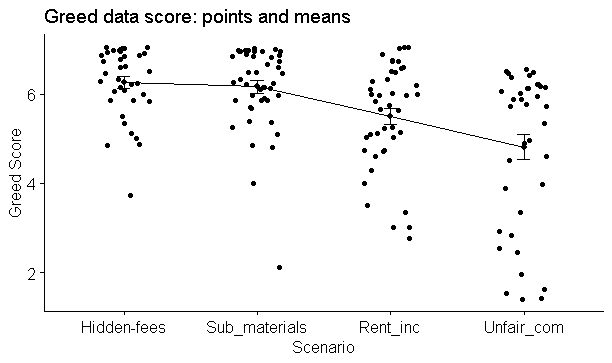 Greed data score: points and means
Greed Score
6
4
2
Hidden-fees
Sub_materials
Rent_inc
Unfair_com
Scenario